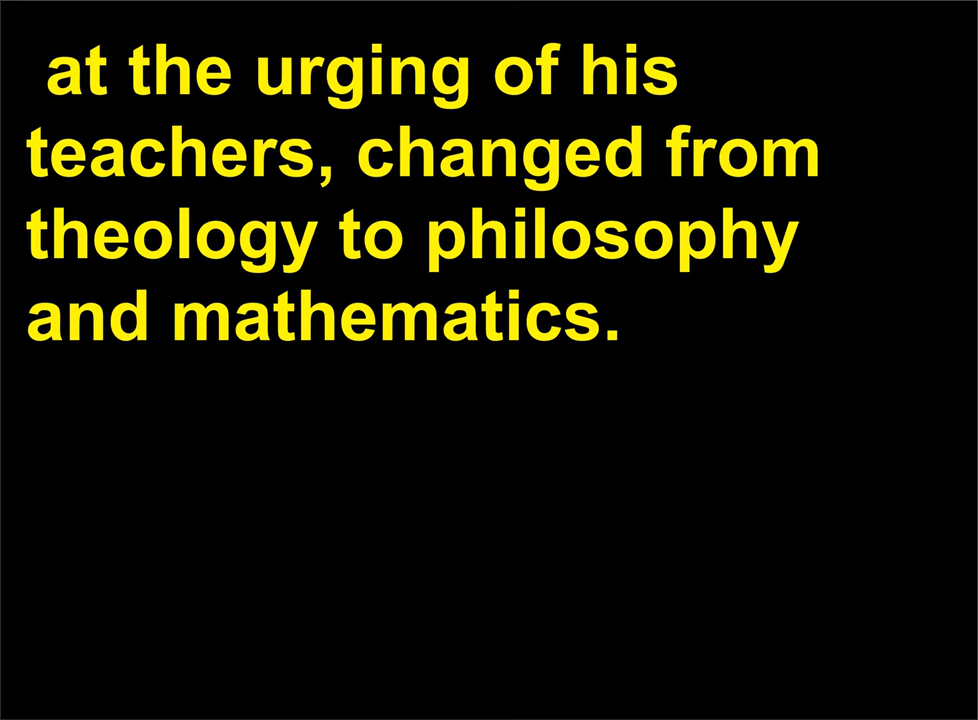 at the urging of his
teachers, changed from
theology to philosophy
and mathematics.